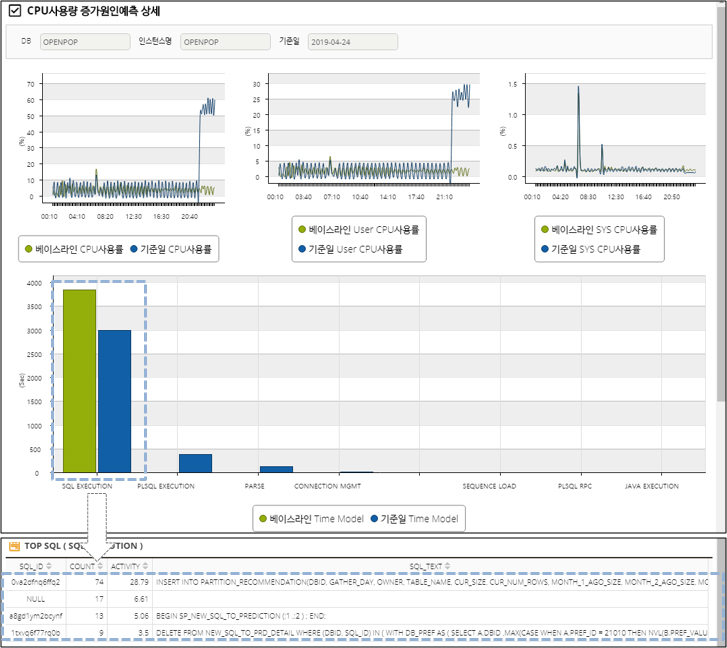 CPU사용량 증가원인예측 상세
DB OPENPOP 인스턴스명 OPENPOP 기준일 2019-04-24
70
60
50
40
30
20
10
0
(%)
00:10 04:10 08:20 12:30 16:30 20:40
베이스라인 CPU사용률 기준일 CPU사용률
30
25
20
15
10
5
0
(%)
00:10 03:40 07:10 10:40 14:10 17:40 21:10
베이스라인 User CPU사용률
기준일 User CPU사용률
1.5
1.0
0.5
0.0
(%)
00:10 04:20 08:30 12:40 16:40 20:50
베이스라인 SYS CPU사용률
기준일 SYS CPU사용률
4000
3500
3000
2500
2000
1500
1000
500
0
(Sec)
SQL EXECUTION PLSQL EXECUTION PARSE CONNECTION MGMT SEQUENCE LOAD PLSQL RPC JAVA EXECUTION
베이스라인 Time Model 기준일 Time Model
TOP SQL ( SQ UTION )
SQL_ID COUNT ACTIVITY SQL_TEXT
74 28.79 INSERT INTO PARTITION_RECOMMENDATION(DBID, GATHER_DAY, OWNER, TABLE_NAME, CUR_SIZE, CUR_NUM_ROWS, MONTH_1_AGO_SIZE, MONTH_2_AGO_SIZE, MC
NULL 17 6.61
a8gd1ym2bcynf 13 5.06 BEGIN SP_NEW_SQL_TO_PREDICTION (:1 ,:2 ) ; END;
1txvq6f77rq0b 9 3.5 DELETE FROM NEW_SQL_TO_PRD_DETAIL WHERE (DBID, SQL_ID) IN ( WITH DB_PREF AS ( SELECT A.DBID ,MAX(CASE WHEN A.PREF_ID = 21010 THEN NVL(B.PREF_VALU